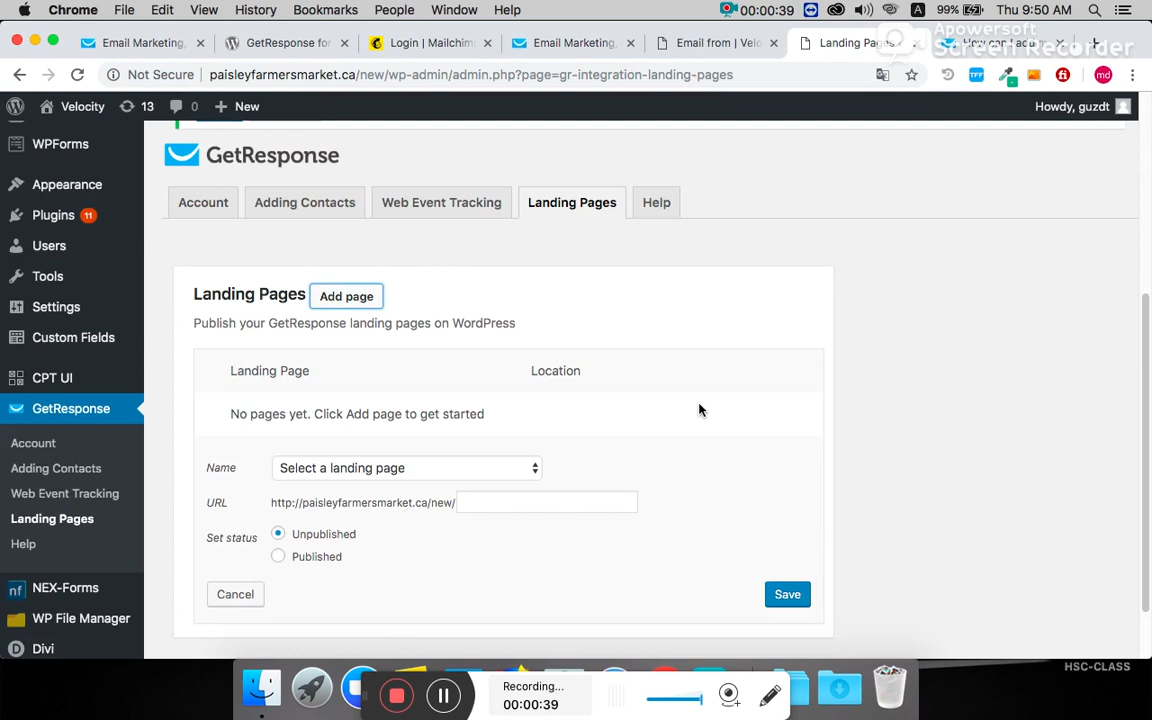 Chrome File Edit View History Bookmarks People Window Help 00:00:39 A 99% Thu 9:50 AM
Email Marketing, × GetResponse for × Login | Mailchim × Email Marketing, × Email from | Velo × Landing Pages
Apowersoft
Screen Recorder
Not Secure paisleyfarmersmarket.ca/new/wp-admin/admin.php?page=gr-integration-landing-pages md
Velocity 13 0 + New Howdy, guzdt
WPForms
Appearance
Plugins 11
Users
Tools
Settings
Custom Fields
CPT UI
GetResponse
Account
Adding Contacts
Web Event Tracking
Landing Pages
Help
NEX-Forms
WP File Manager
Divi
GetResponse
Account Adding Contacts Web Event Tracking Landing Pages Help
Landing Pages Add page
Publish your GetResponse landing pages on WordPress
Landing Page Location
No pages yet. Click Add page to get started
Name Select a landing page
URL http://paisleyfarmersmarket.ca/new/
Set status Unpublished
Published
Cancel Save
HSC-CLASS
Recording...
00:00:39